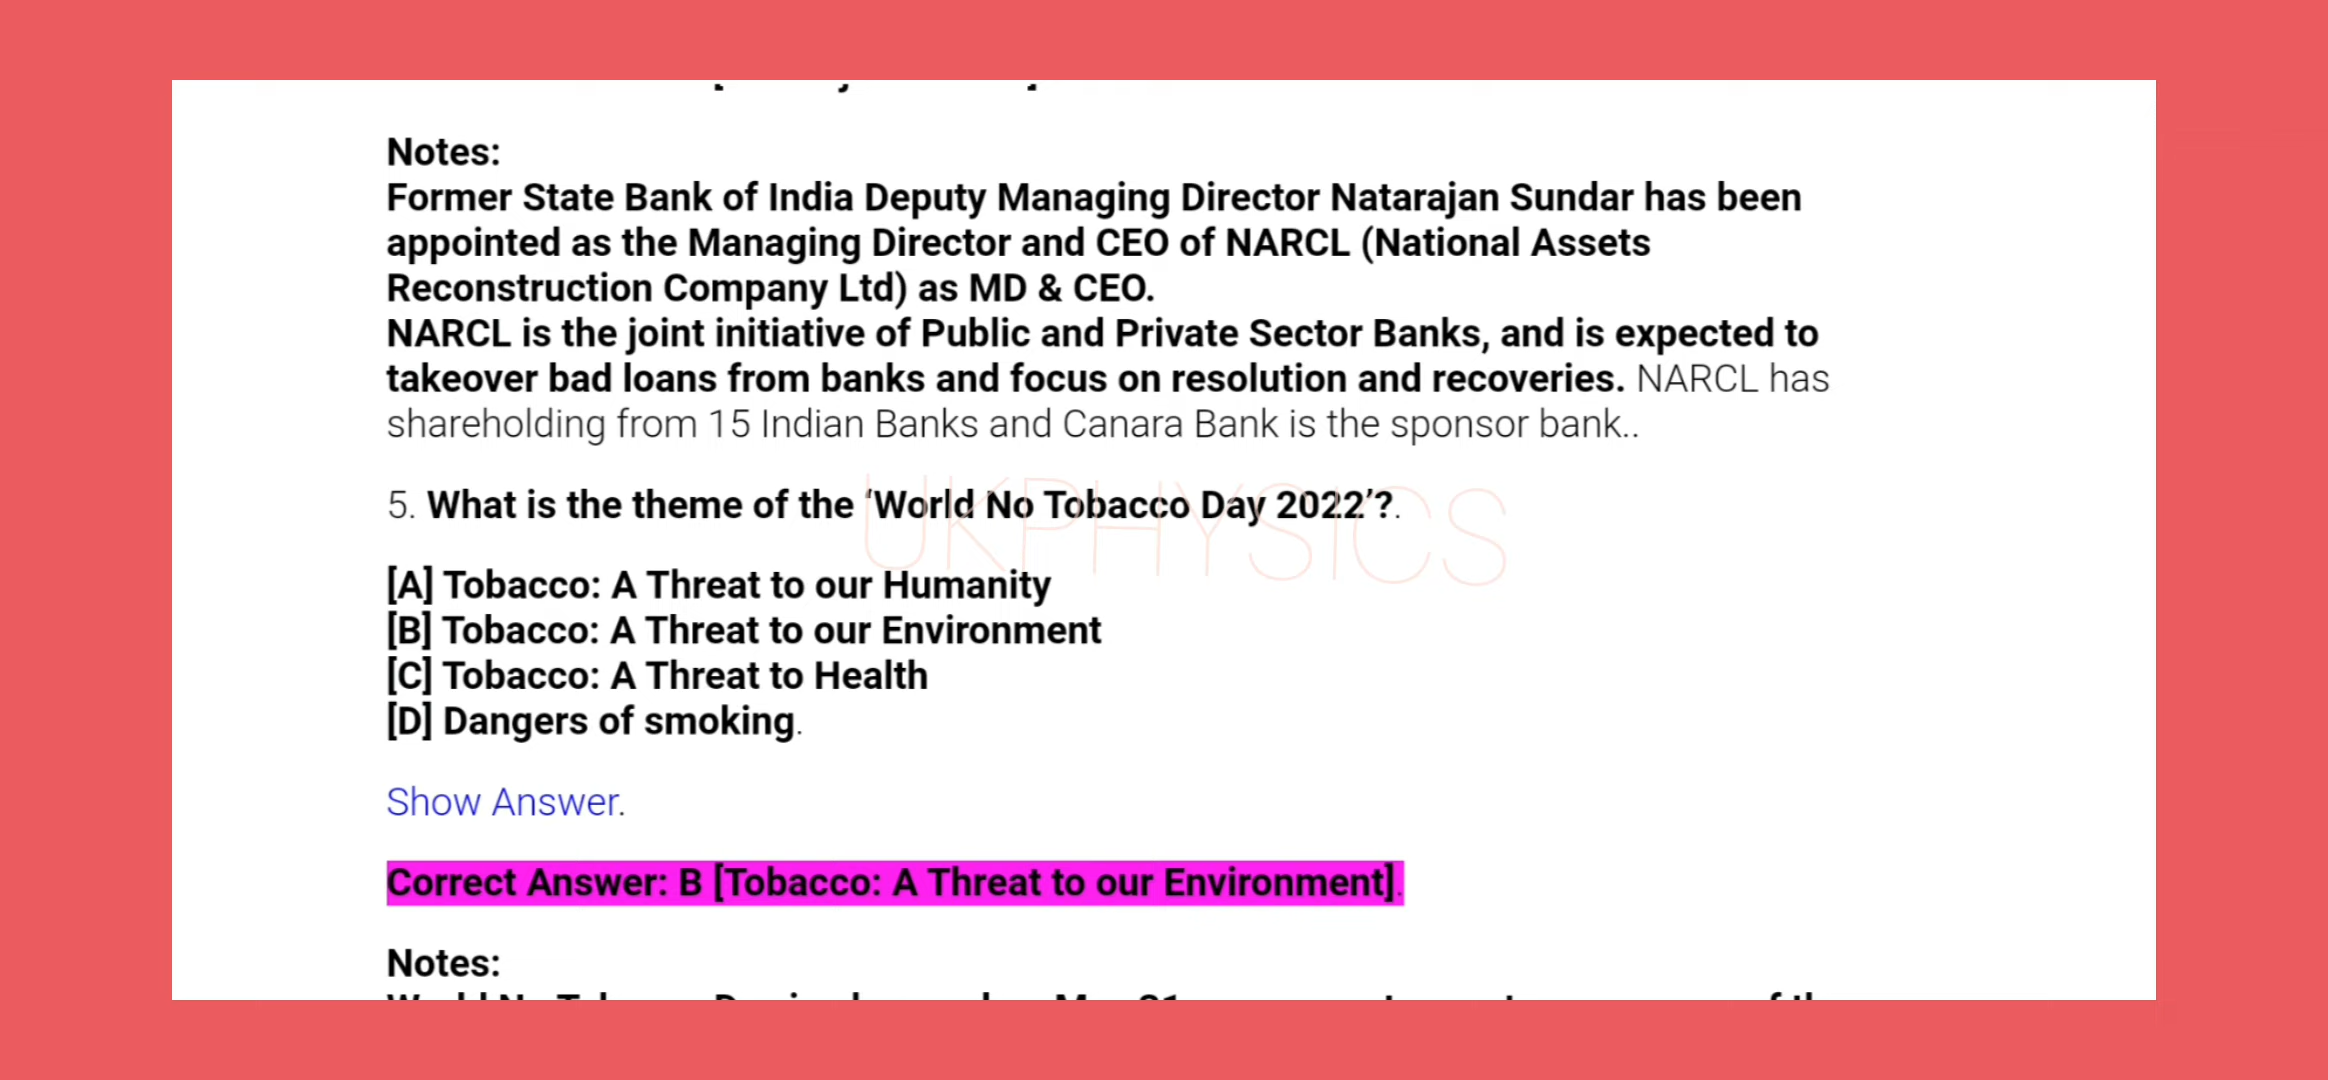 Notes:
Former State Bank of India Deputy Managing Director Natarajan Sundar has been
appointed as the Managing Director and CEO of NARCL (National Assets
Reconstruction Company Ltd) as MD & CEO.
NARCL is the joint initiative of Public and Private Sector Banks, and is expected to
takeover bad loans from banks and focus on resolution and recoveries. NARCL has
shareholding from 15 Indian Banks and Canara Bank is the sponsor bank..
5. What is the theme of the ‘World No Tobacco Day 2022’?.
UKPHYSICS
[A] Tobacco: A Threat to our Humanity
[B] Tobacco: A Threat to our Environment
[C] Tobacco: A Threat to Health
[D] Dangers of smoking.
Show Answer.
Correct Answer: B [Tobacco: A Threat to our Environment].
Notes: